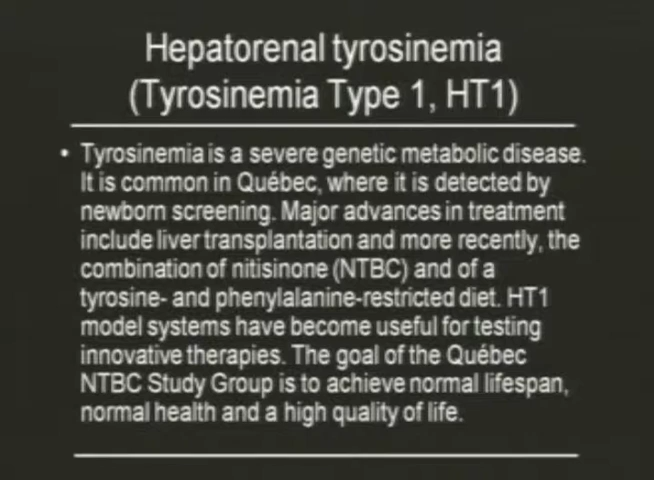 Hepatorenal tyrosinemia
(Tyrosinemia Type 1, HT1)
• Tyrosinemia is a severe genetic metabolic disease.
It is common in Québec, where it is detected by
newborn screening. Major advances in treatment
include liver transplantation and more recently, the
combination of nitisinone (NTBC) and of a
tyrosine- and phenylalanine-restricted diet. HT1
model systems have become useful for testing
innovative therapies. The goal of the Québec
NTBC Study Group is to achieve normal lifespan,
normal health and a high quality of life.